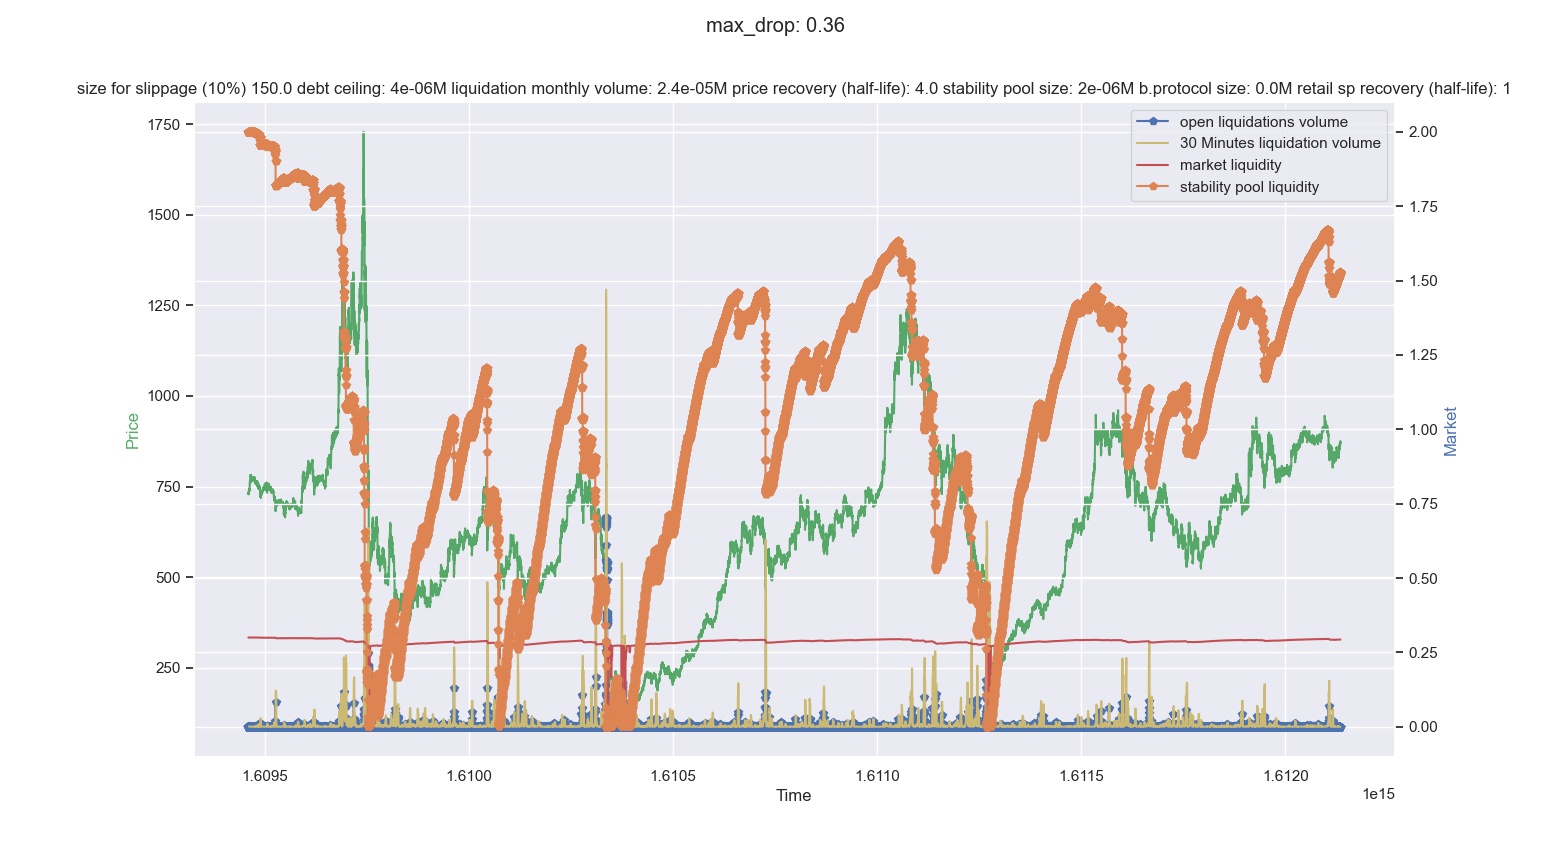 max_drop: 0.36
size for slippage (10%) 150.0 debt ceiling: 4e-06M liquidation monthly volume: 2.4e-05M price recovery (half-life): 4.0 stability pool size: 2e-06M b.protocol size: 0.0M retail sp recovery (half-life): 1
open liquidations volume
30 Minutes liquidation volume
market liquidity
stability pool liquidity
1750
1500
1250
1000
750
500
250
Price
2.00
1.75
1.50
1.25
1.00
0.75
0.50
0.25
0.00
Market
1.6095
1.6100
1.6105
1.6110
1.6115
1.6120
1e15
Time